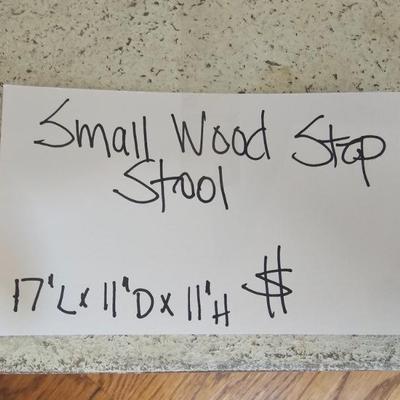 Small Wood Step
Stool
17"L x 11"D x 11"H $